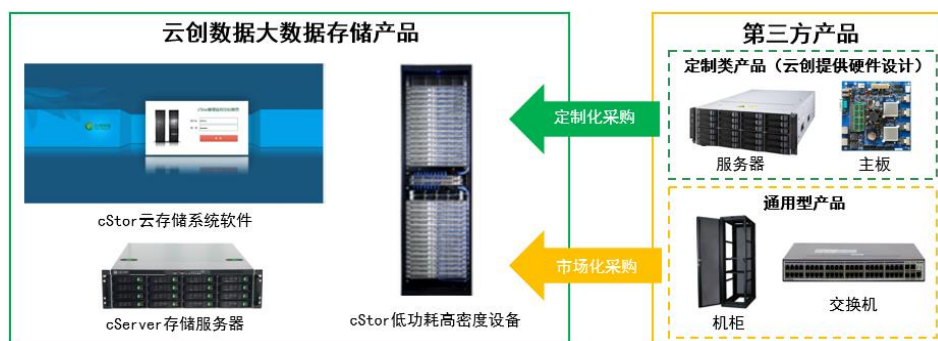 云创数据大数据存储产品
cStor云存储系统软件
cServer存储服务器
cStor低功耗高密度设备
定制化采购
市场化采购
第三方产品
定制类产品（云创提供硬件设计）
服务器
主板
通用型产品
机柜
交换机